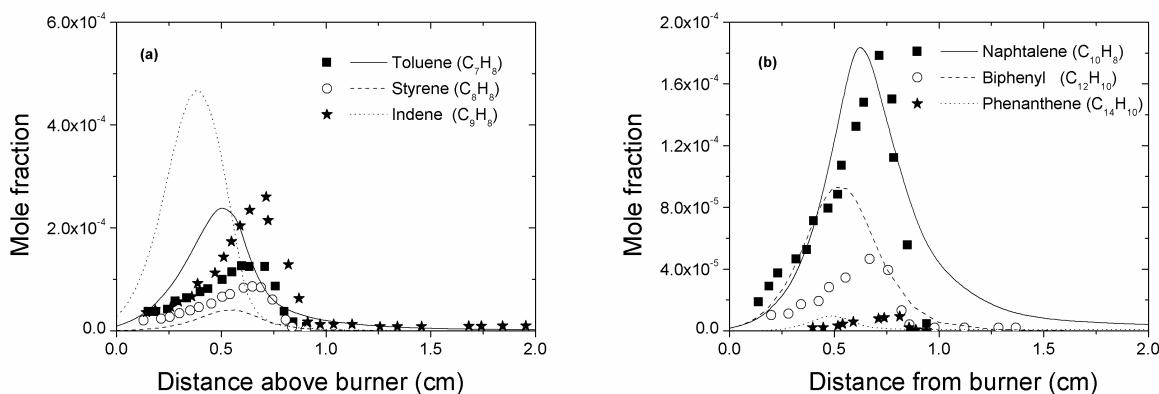 (a)
Toluene (C7H8)
Styrene (C8H8)
Indene (C9H8)
6.0x10-4
4.0x10-4
2.0x10-4
0.0
Mole fraction
0.0 0.5 1.0 1.5 2.0
Distance above burner (cm)
(b)
Naphtalene (C10H8)
Biphenyl (C12H10)
Phenanthene (C14H10)
2.0x10-4
1.6x10-4
1.2x10-4
8.0x10-5
4.0x10-5
0.0
Mole fraction
0.0 0.5 1.0 1.5 2.0
Distance from burner (cm)